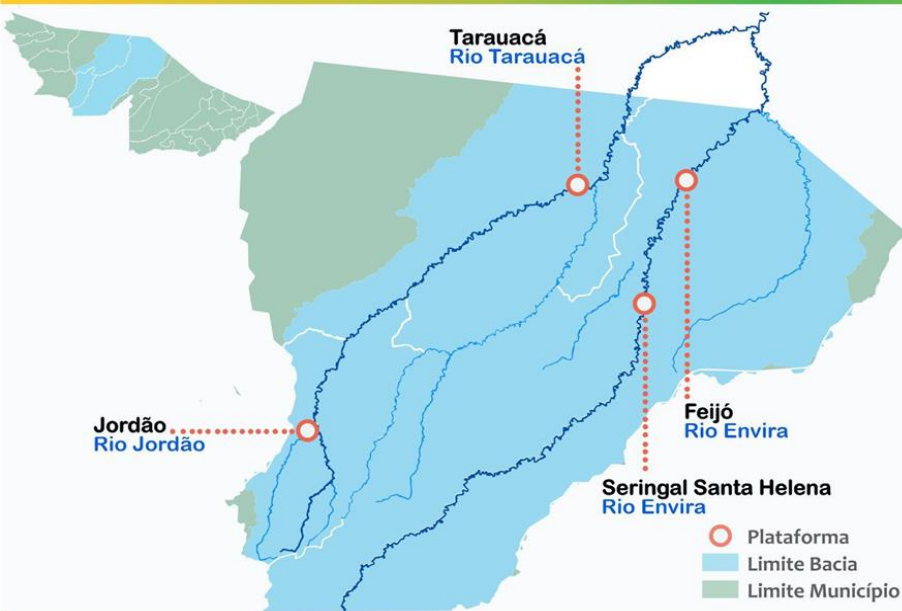 Tarauacá
Rio Tarauacá
Jordão
Rio Jordão
Feijó
Rio Envira
Seringal Santa Helena
Rio Envira
Plataforma
Limite Bacia
Limite Município